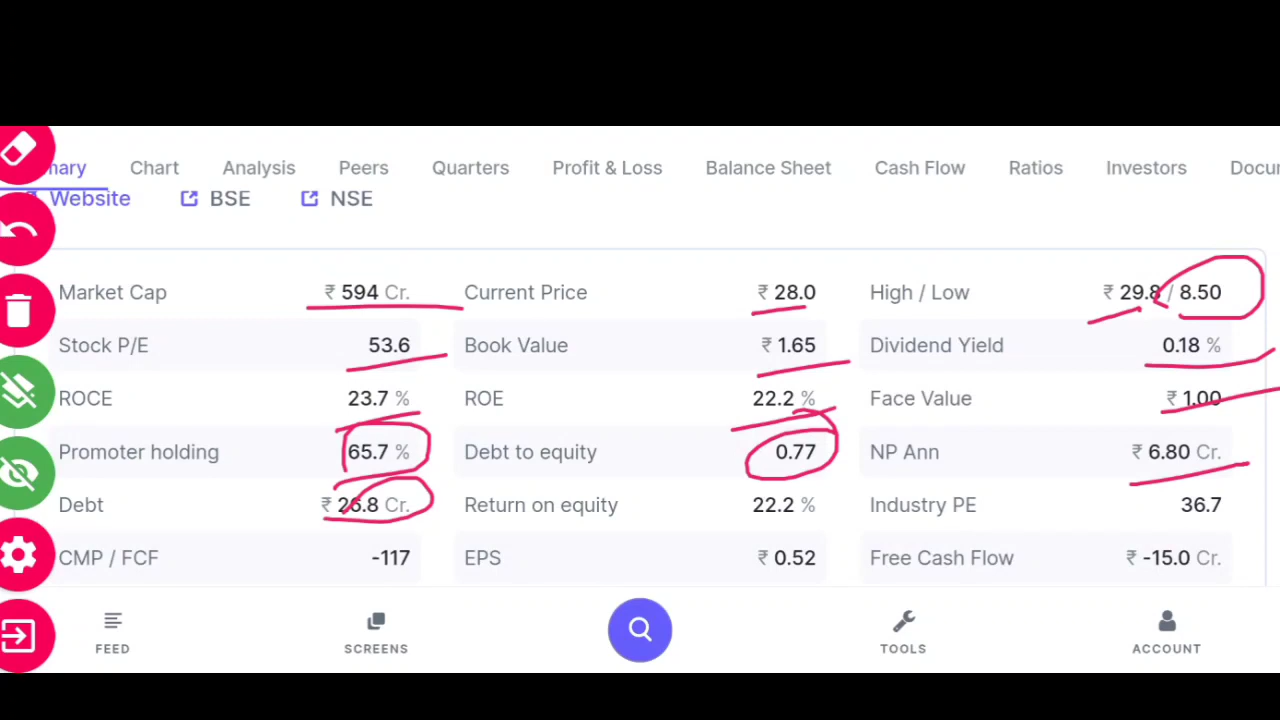 mary Chart Analysis Peers Quarters Profit & Loss Balance Sheet Cash Flow Ratios Investors Docu
Website BSE NSE
Market Cap ₹ 594 Cr. Current Price ₹ 28.0 High / Low ₹ 29.8 / 8.50
Stock P/E 53.6 Book Value ₹ 1.65 Dividend Yield 0.18 %
ROCE 23.7 % ROE 22.2 % Face Value ₹ 1.00
Promoter holding 65.7 % Debt to equity 0.77 NP Ann ₹ 6.80 Cr.
Debt ₹ 26.8 Cr. Return on equity 22.2 % Industry PE 36.7
CMP / FCF -117 EPS ₹ 0.52 Free Cash Flow ₹ -15.0 Cr.
FEED SCREENS TOOLS ACCOUNT